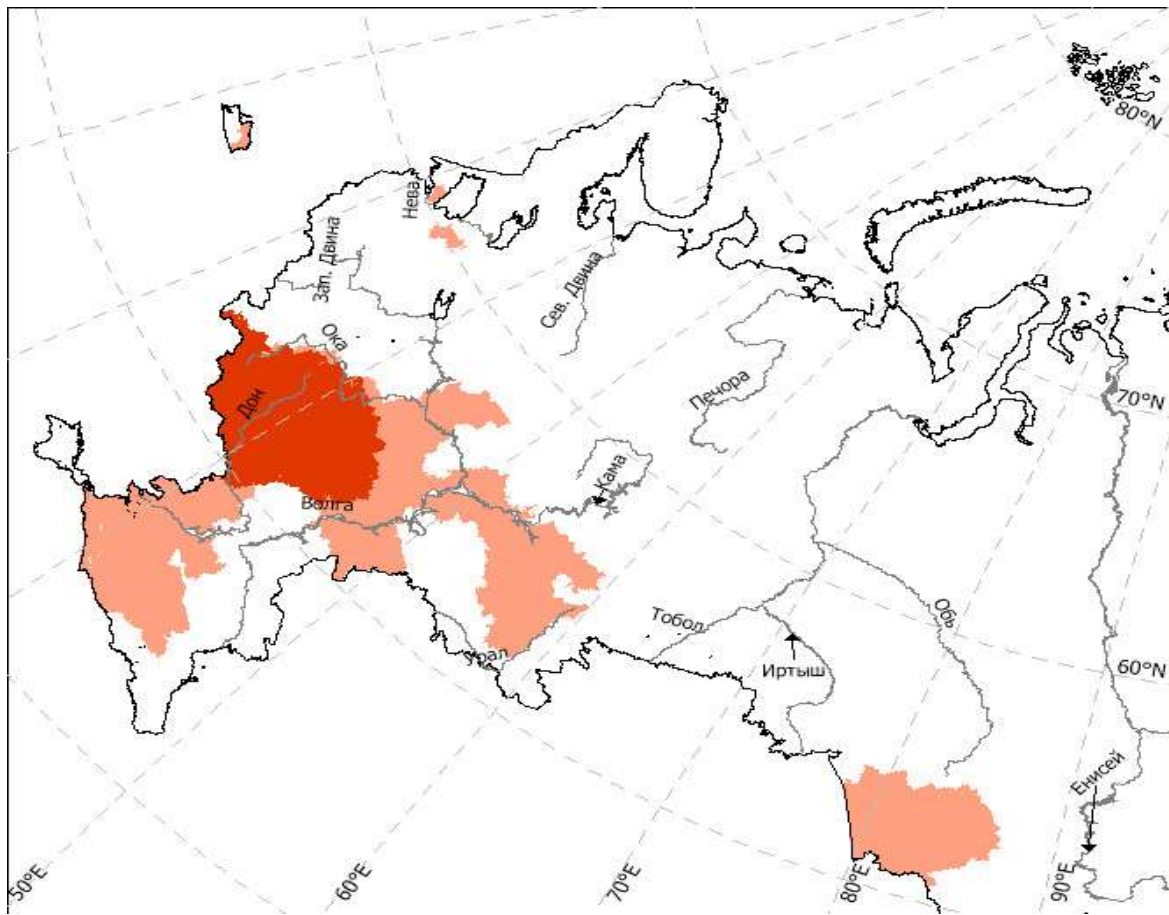 80°N
Нева
Зап. Двина
Сев. Двина
Ока
Печора
70°N
Дон
Кама
Волга
Обь
Тобол
Урал
Иртыш
60°N
Енисей
50°E
60°E
70°E
80°E
90°E